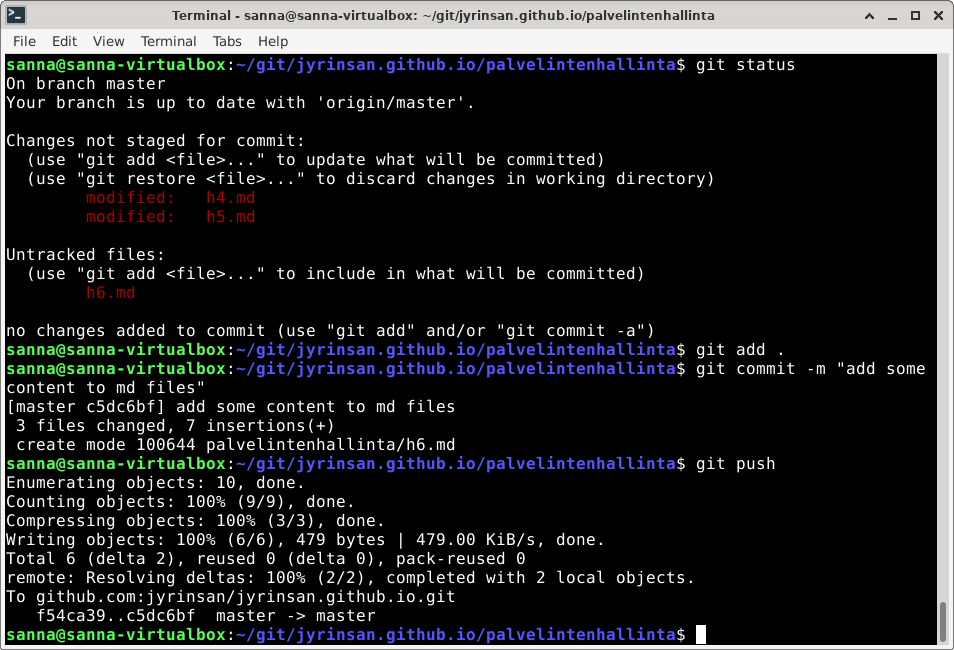 Terminal - sanna@sanna-virtualbox: ~/git/jyrinsan.github.io/palvelintenhallinta
File Edit View Terminal Tabs Help
sanna@sanna-virtualbox:~/git/jyrinsan.github.io/palvelintenhallinta$ git status
On branch master
Your branch is up to date with 'origin/master'.
Changes not staged for commit:
  (use "git add <file>..." to update what will be committed)
  (use "git restore <file>..." to discard changes in working directory)
        modified:   h4.md
        modified:   h5.md
Untracked files:
  (use "git add <file>..." to include in what will be committed)
        h6.md
no changes added to commit (use "git add" and/or "git commit -a")
sanna@sanna-virtualbox:~/git/jyrinsan.github.io/palvelintenhallinta$ git add .
sanna@sanna-virtualbox:~/git/jyrinsan.github.io/palvelintenhallinta$ git commit -m "add some
content to md files"
[master c5dc6bf] add some content to md files
 3 files changed, 7 insertions(+)
 create mode 100644 palvelintenhallinta/h6.md
sanna@sanna-virtualbox:~/git/jyrinsan.github.io/palvelintenhallinta$ git push
Enumerating objects: 10, done.
Counting objects: 100% (9/9), done.
Compressing objects: 100% (3/3), done.
Writing objects: 100% (6/6), 479 bytes | 479.00 KiB/s, done.
Total 6 (delta 2), reused 0 (delta 0), pack-reused 0
remote: Resolving deltas: 100% (2/2), completed with 2 local objects.
To github.com:jyrinsan/jyrinsan.github.io.git
   f54ca39..c5dc6bf  master -> master
sanna@sanna-virtualbox:~/git/jyrinsan.github.io/palvelintenhallinta$